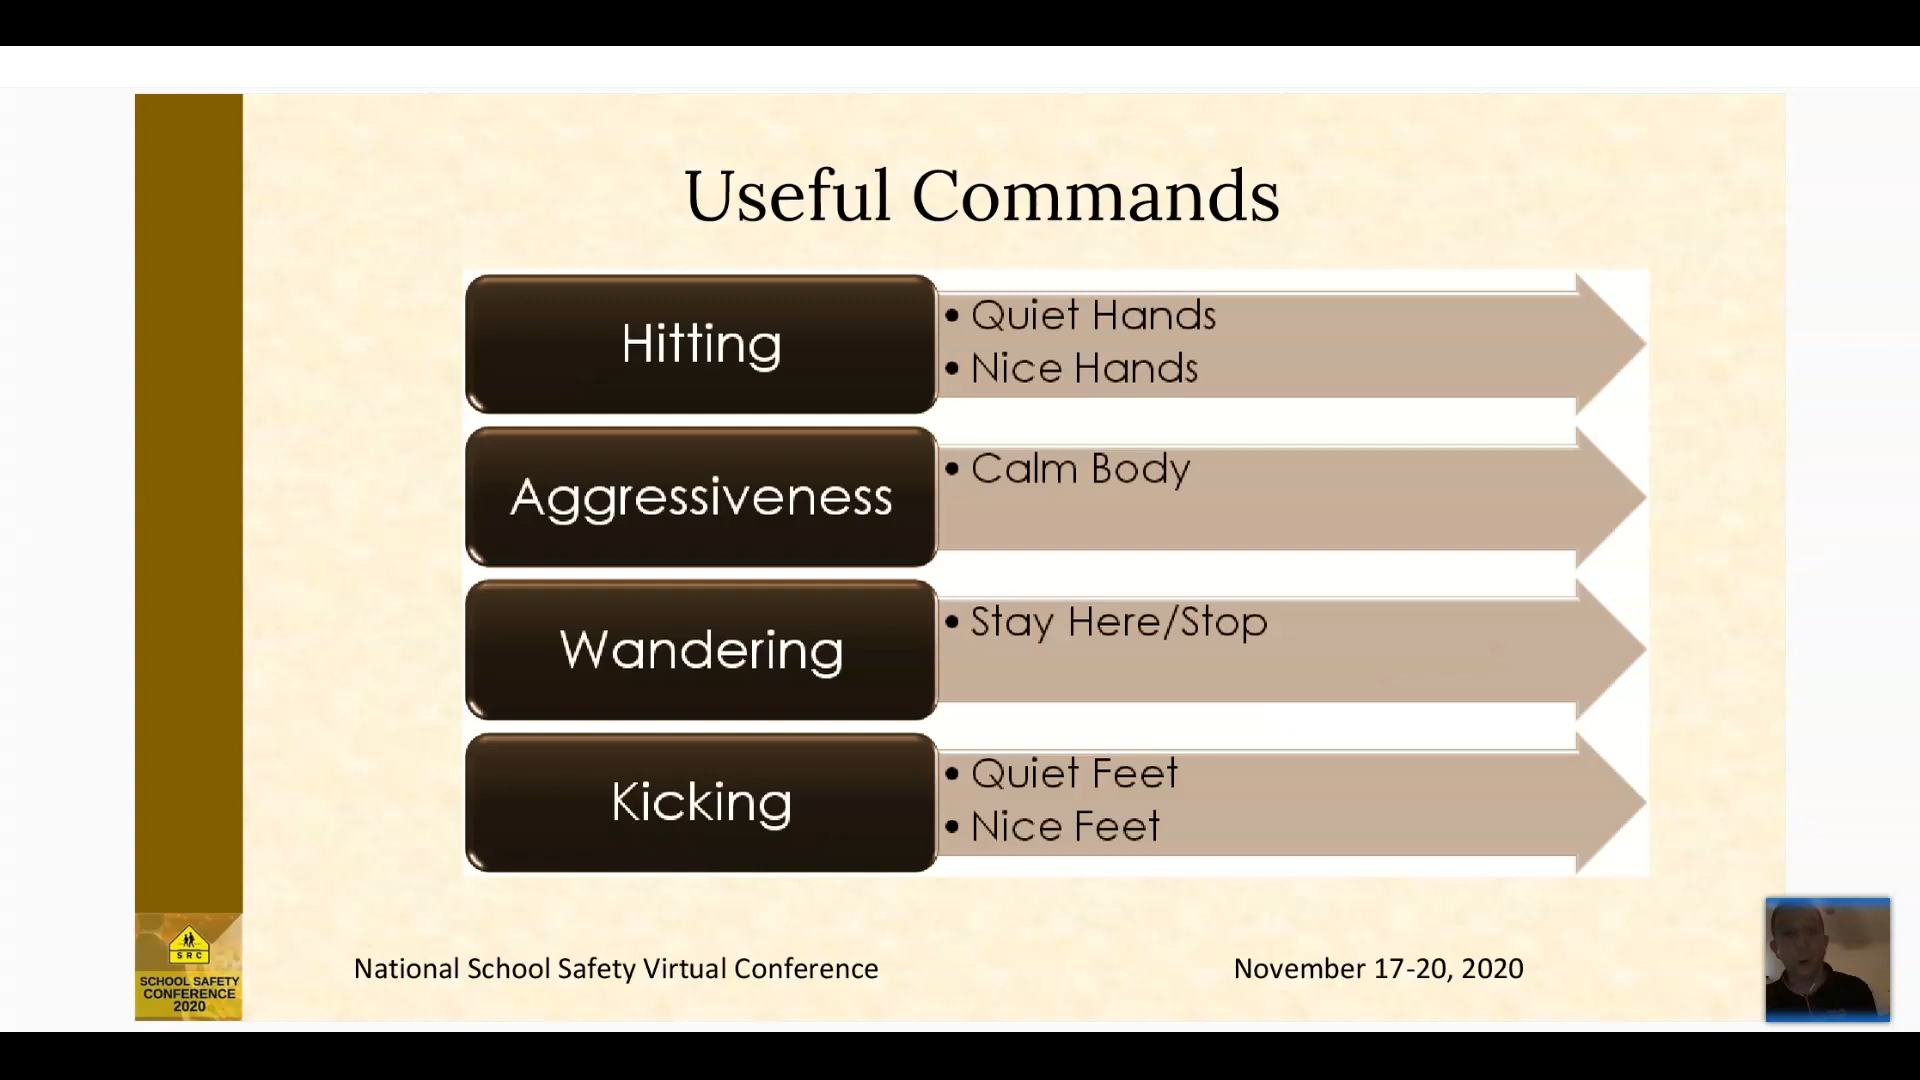 Useful Commands
Hitting
• Quiet Hands
• Nice Hands
Aggressiveness
• Calm Body
Wandering
• Stay Here/Stop
Kicking
• Quiet Feet
• Nice Feet
SRC
SCHOOL SAFETY
CONFERENCE
2020
National School Safety Virtual Conference
November 17-20, 2020